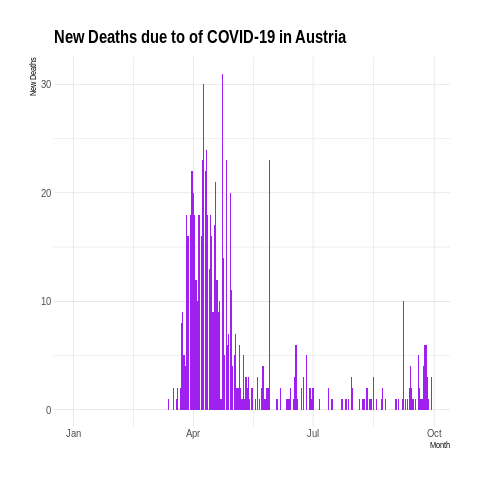 New Deaths due to of COVID-19 in Austria
New Deaths
30
20
10
0
Jan Apr Jul Oct
Month